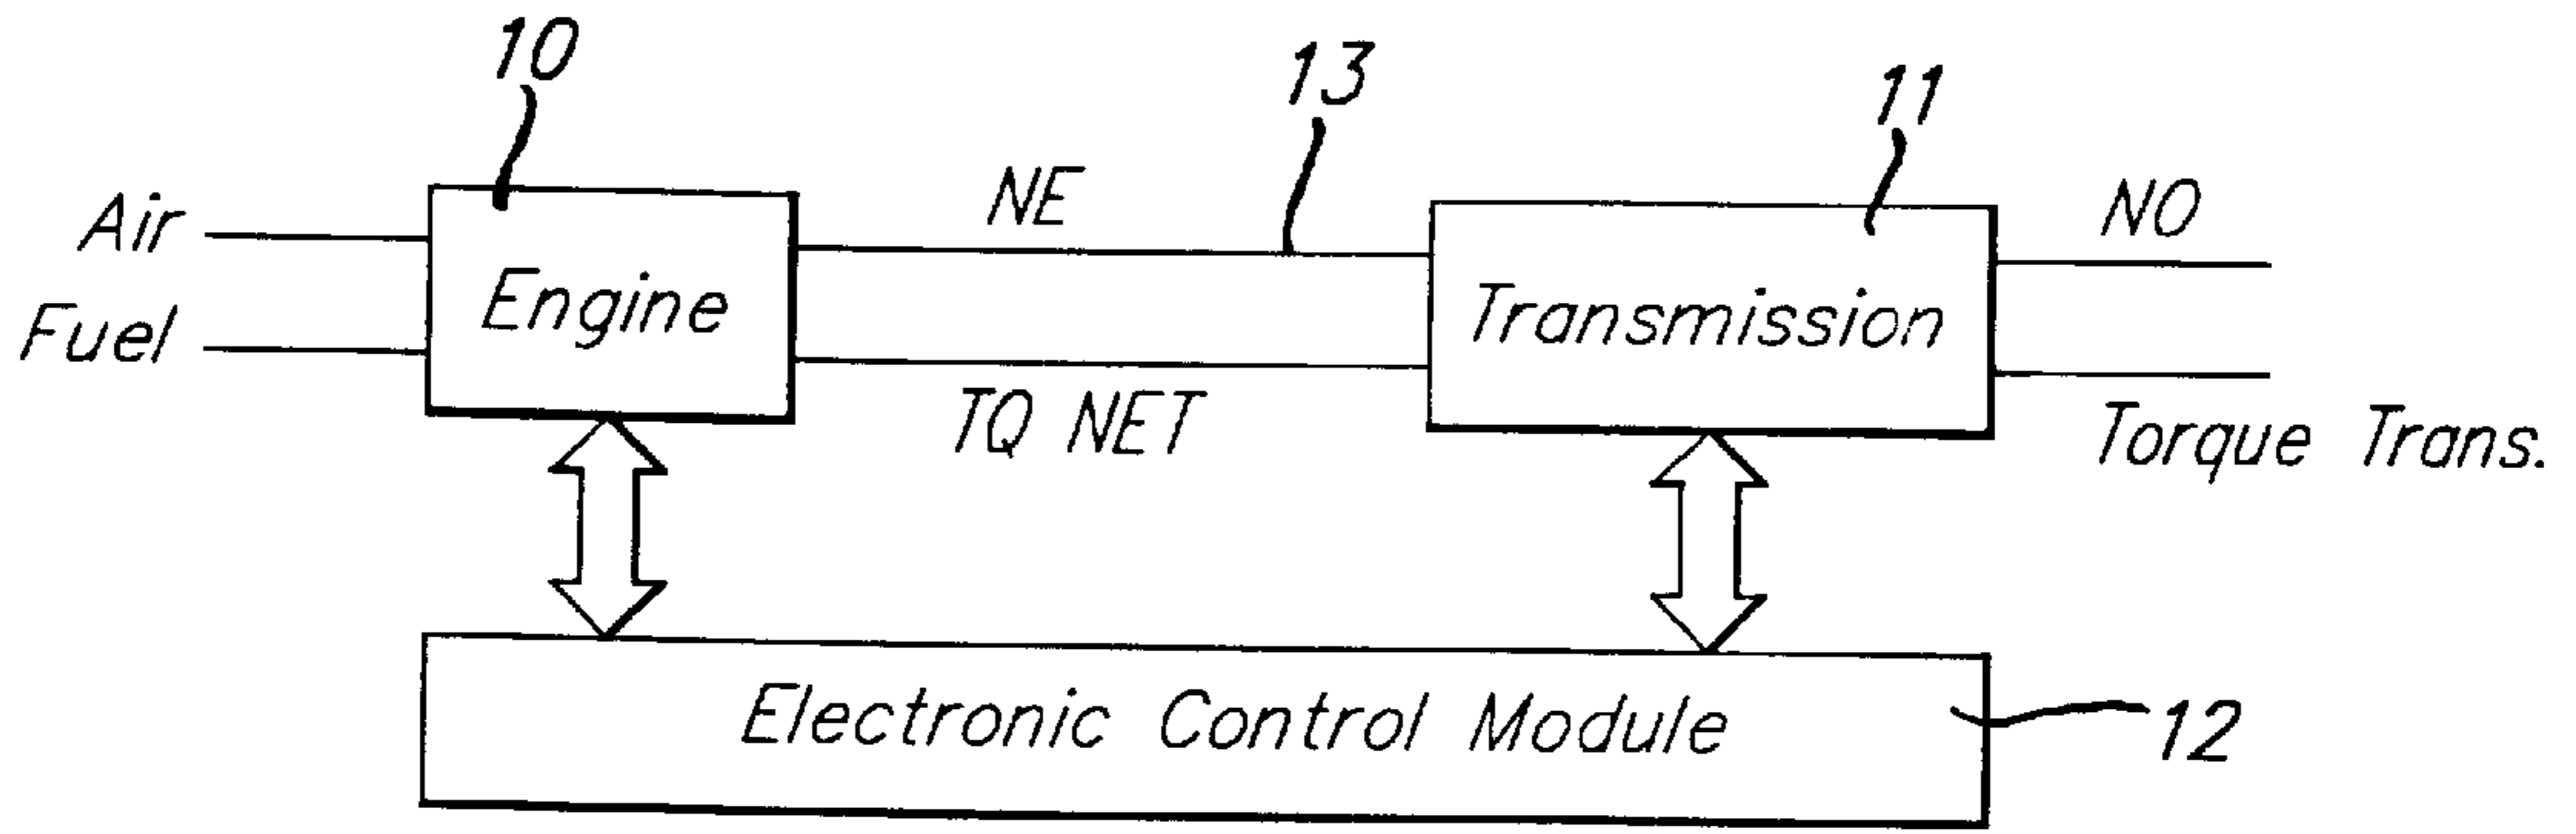 10
13
11
Air
NE
NO
Fuel
Engine
Transmission
TQ NET
Torque Trans.
Electronic Control Module
12